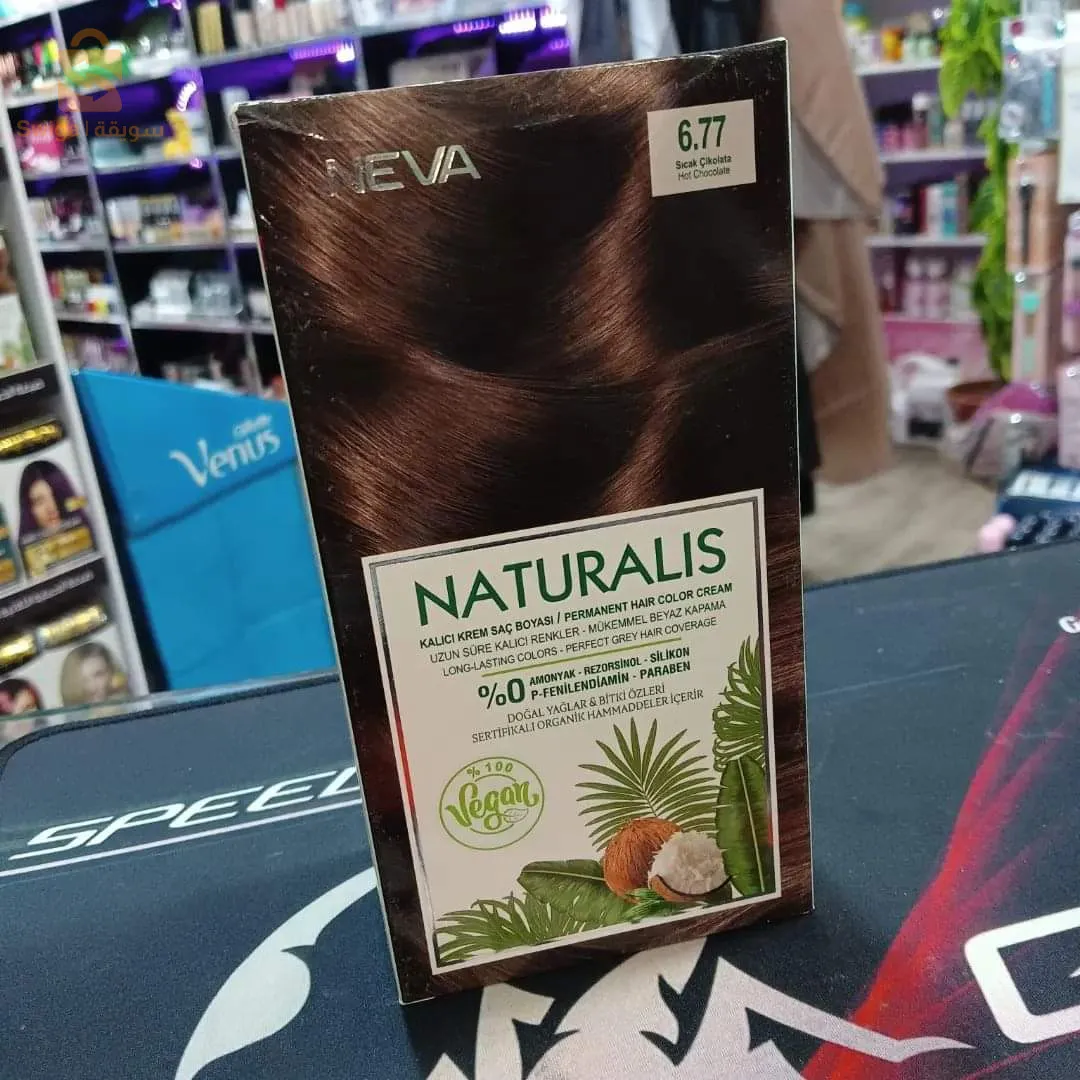 سويقة
NEVA
6.77
Sıcak Çikolata
Hot Chocolate
Gillette
Venus
NATURALIS
KALICI KREM SAÇ BOYASI / PERMANENT HAIR COLOR CREAM
UZUN SÜRE KALICI RENKLER - MÜKEMMEL BEYAZ KAPAMA
LONG-LASTING COLORS - PERFECT GREY HAIR COVERAGE
%0 AMONYAK - REZORSİNOL - SİLİKON
P-FENİLENDİAMİN - PARABEN
DOĞAL YAĞLAR & BİTKİ ÖZLERİ
SERTİFİKALI ORGANİK HAMMADDELER İÇERİR
% 100
Vegan
SPEED